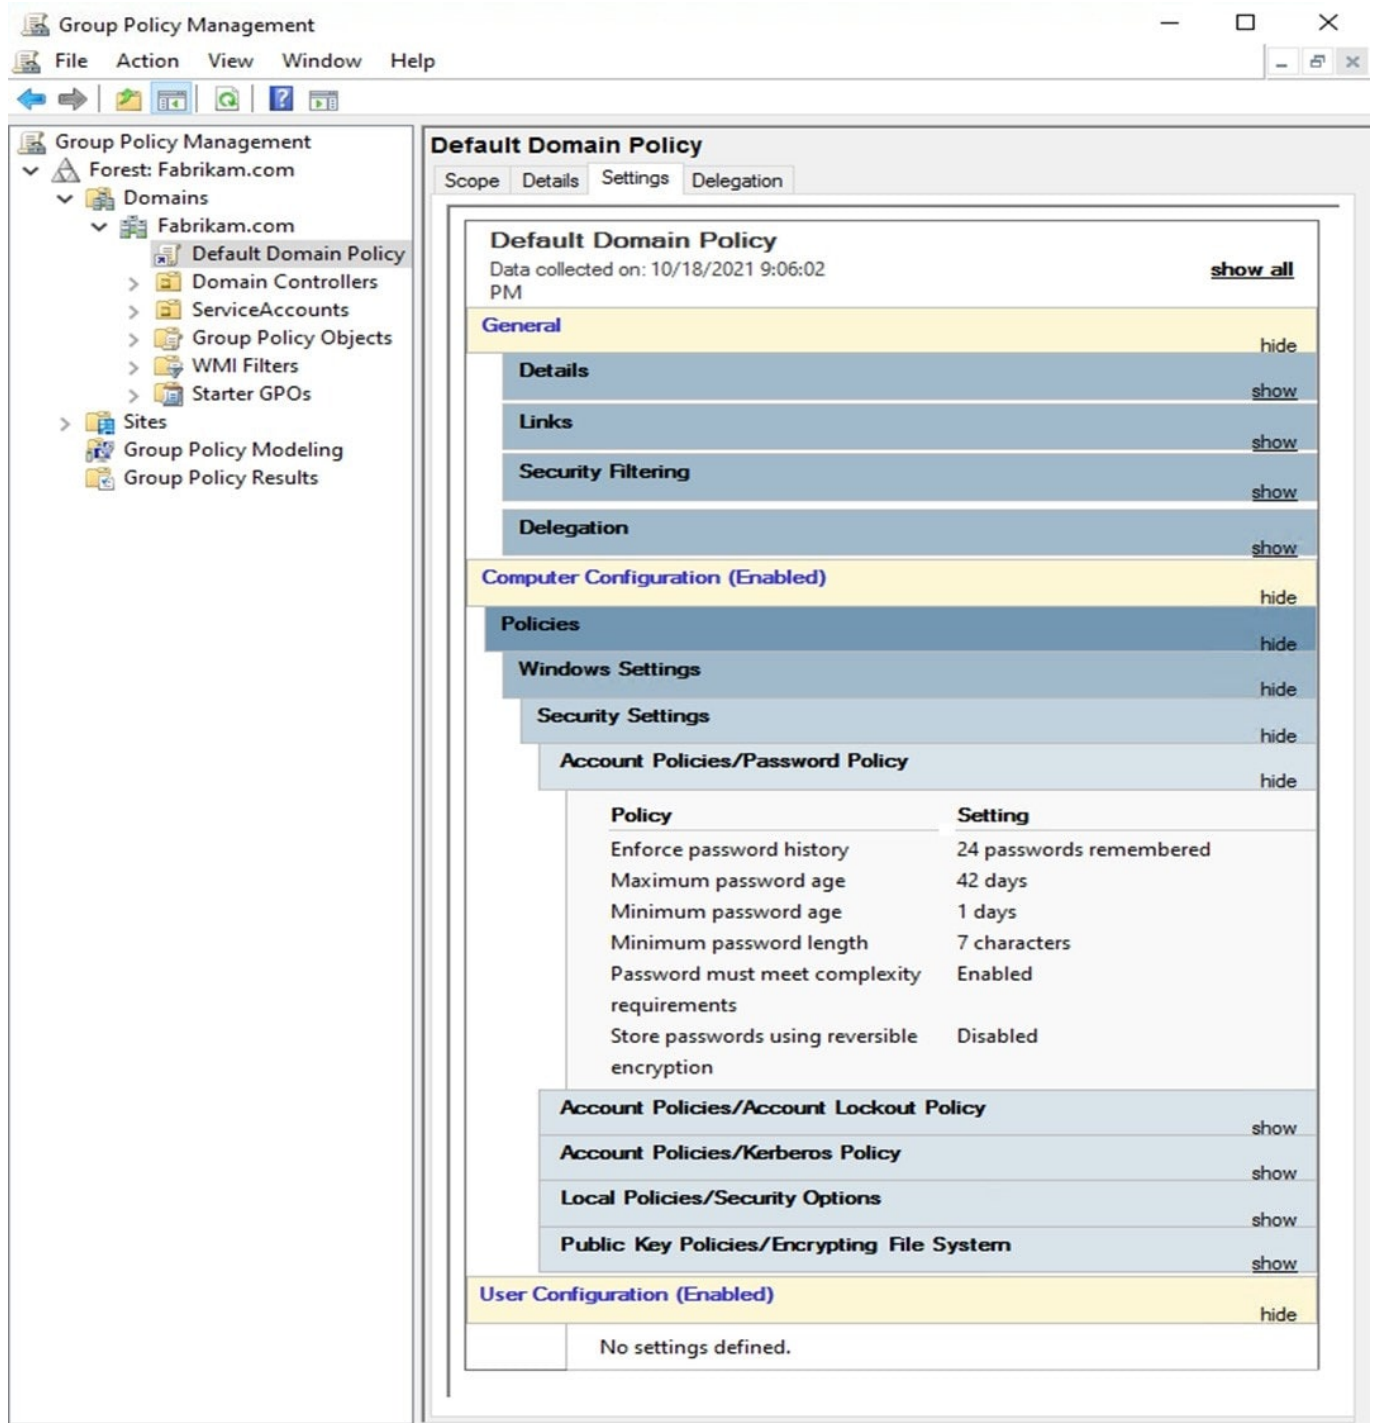 Group Policy Management
File Action View Window Help
Group Policy Management
Forest: Fabrikam.com
Domains
Fabrikam.com
Default Domain Policy
Domain Controllers
ServiceAccounts
Group Policy Objects
WMI Filters
Starter GPOs
Sites
Group Policy Modeling
Group Policy Results
Default Domain Policy
Scope Details Settings Delegation
Default Domain Policy
Data collected on: 10/18/2021 9:06:02
PM
show all
General
hide
Details
show
Links
show
Security Filtering
show
Delegation
show
Computer Configuration (Enabled)
hide
Policies
hide
Windows Settings
hide
Security Settings
hide
Account Policies/Password Policy
hide
Policy Setting
Enforce password history 24 passwords remembered
Maximum password age 42 days
Minimum password age 1 days
Minimum password length 7 characters
Password must meet complexity Enabled
requirements
Store passwords using reversible Disabled
encryption
Account Policies/Account Lockout Policy
show
Account Policies/Kerberos Policy
show
Local Policies/Security Options
show
Public Key Policies/Encrypting File System
show
User Configuration (Enabled)
hide
No settings defined.